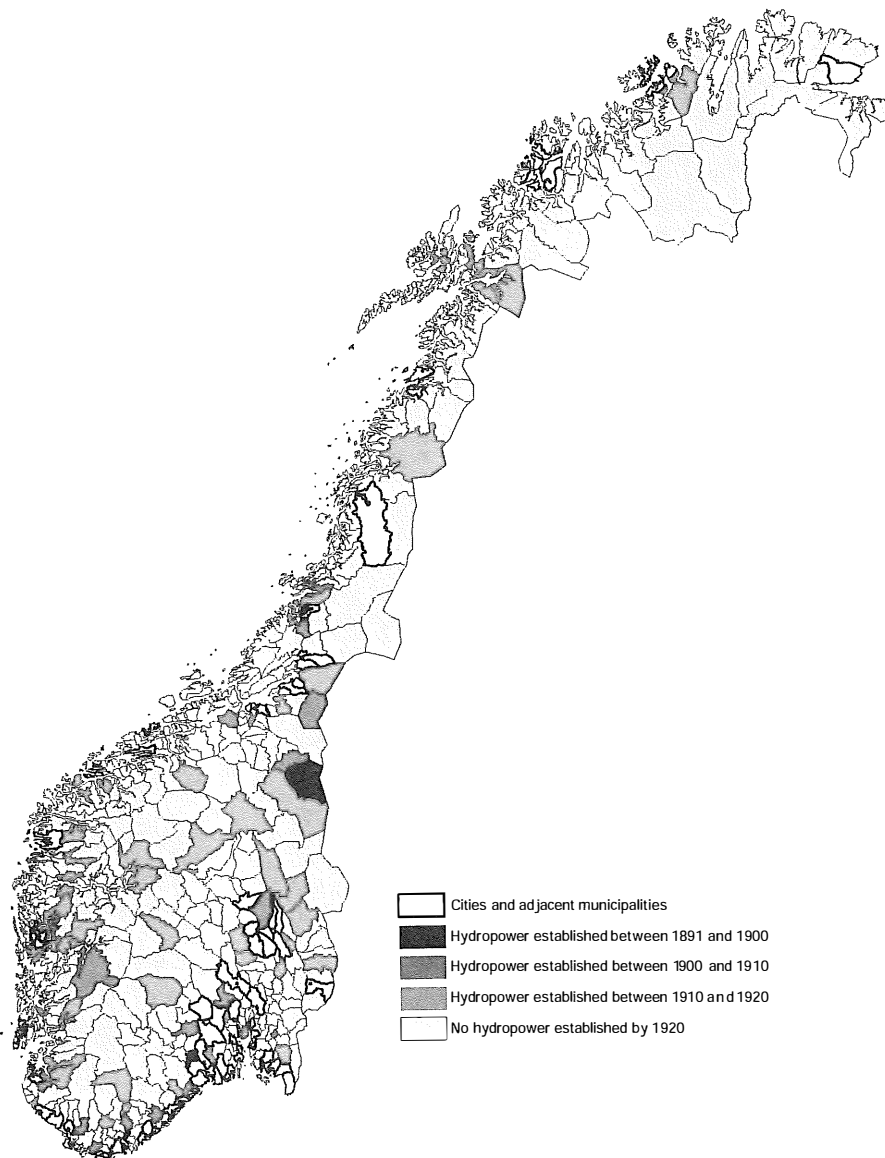 Cities and adjacent municipalities
Hydropower established between 1891 and 1900
Hydropower established between 1900 and 1910
Hydropower established between 1910 and 1920
No hydropower established by 1920